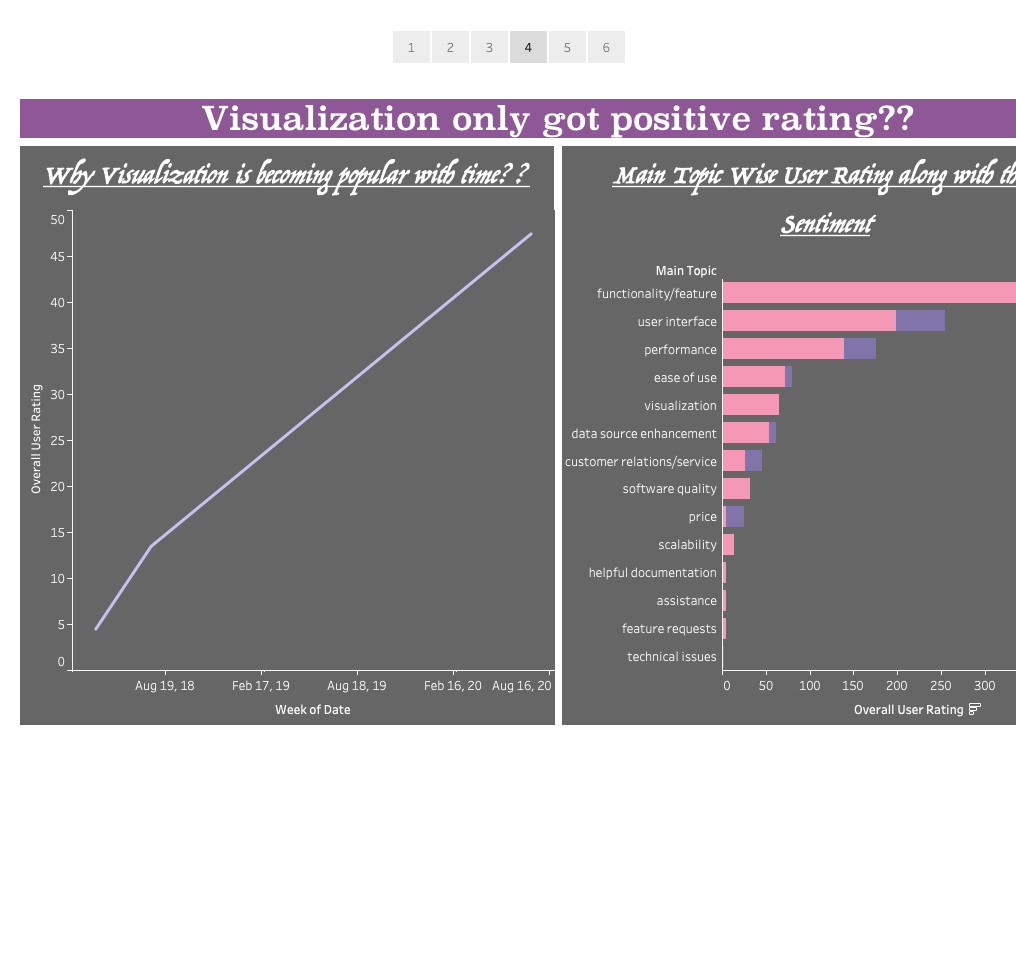 1 2 3 4 5 6
Visualization only got positive rating??
Why Visualization is becoming popular with time? ?
50
45
40
35
30
25
20
15
10
5
0
Overall User Rating
Aug 19, 18 Feb 17, 19 Aug 18, 19 Feb 16, 20 Aug 16, 20
Week of Date
Main Topic Wise User Rating along with th
Sentiment
Main Topic
functionality/feature
user interface
performance
ease of use
visualization
data source enhancement
customer relations/service
software quality
price
scalability
helpful documentation
assistance
feature requests
technical issues
0 50 100 150 200 250 300
Overall User Rating